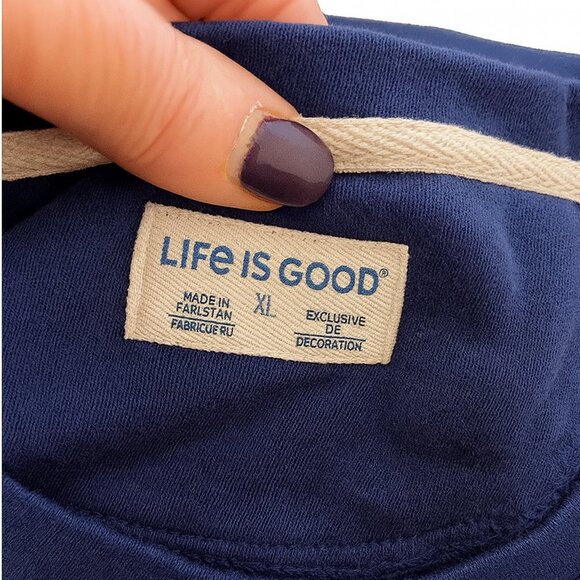 LIFe IS GOOD®
MADE IN
FARLSTAN
FABRICUE RU
XL
EXCLUSIVE
DE
DECORATION